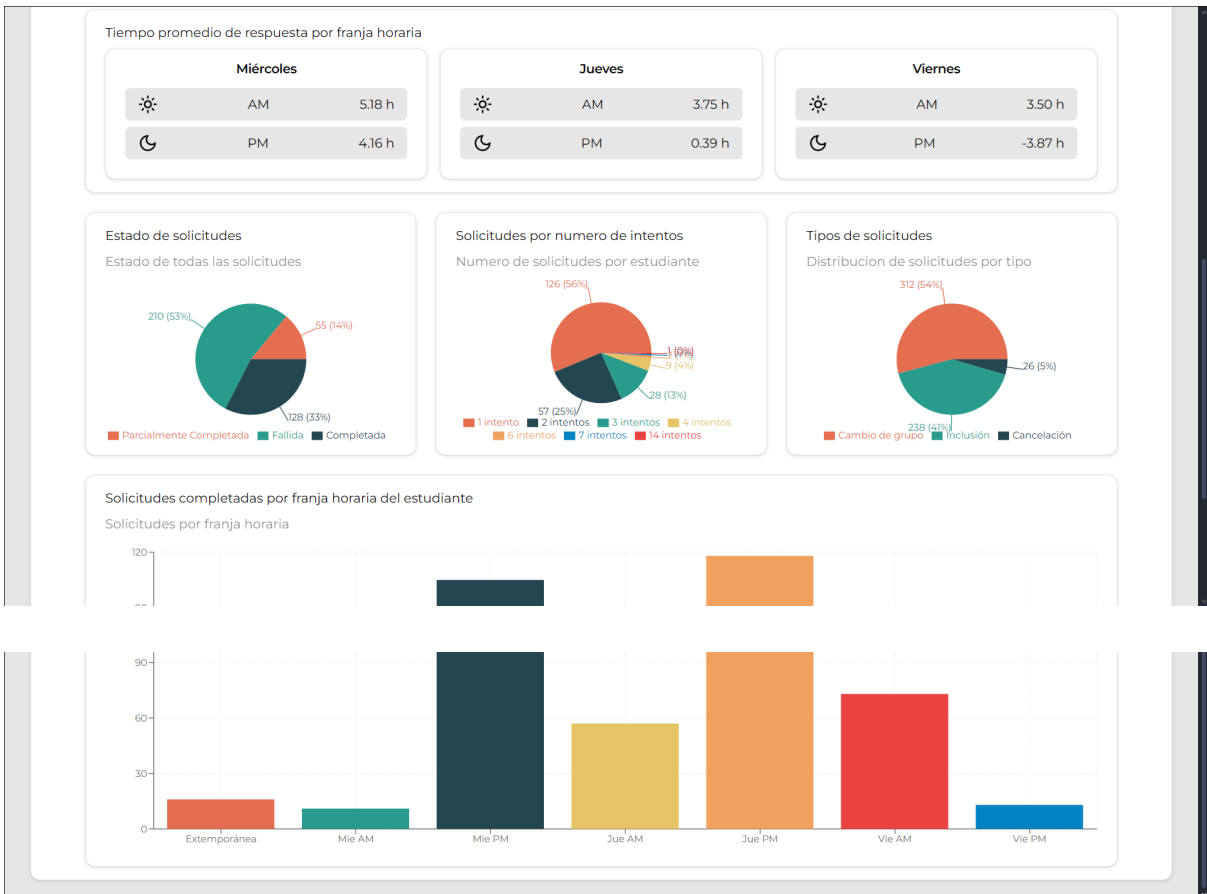 Tiempo promedio de respuesta por franja horaria
Miércoles
AM 5.18 h
PM 4.16 h
Jueves
AM 3.75 h
PM 0.39 h
Viernes
AM 3.50 h
PM -3.87 h
Estado de solicitudes
Estado de todas las solicitudes
210 (53%)
55 (14%)
128 (33%)
Parcialmente Completada Fallida Completada
Solicitudes por numero de intentos
Numero de solicitudes por estudiante
126 (56%)
1 (0%)
9 (4%)
28 (13%)
57 (25%)
1 intento 2 intentos 3 intentos 4 intentos
6 intentos 7 intentos 14 intentos
Tipos de solicitudes
Distribucion de solicitudes por tipo
312 (54%)
26 (5%)
238 (41%)
Cambio de grupo Inclusión Cancelación
Solicitudes completadas por franja horaria del estudiante
Solicitudes por franja horaria
120
90
60
30
0
Extemporánea Mie AM Mie PM Jue AM Jue PM Vie AM Vie PM